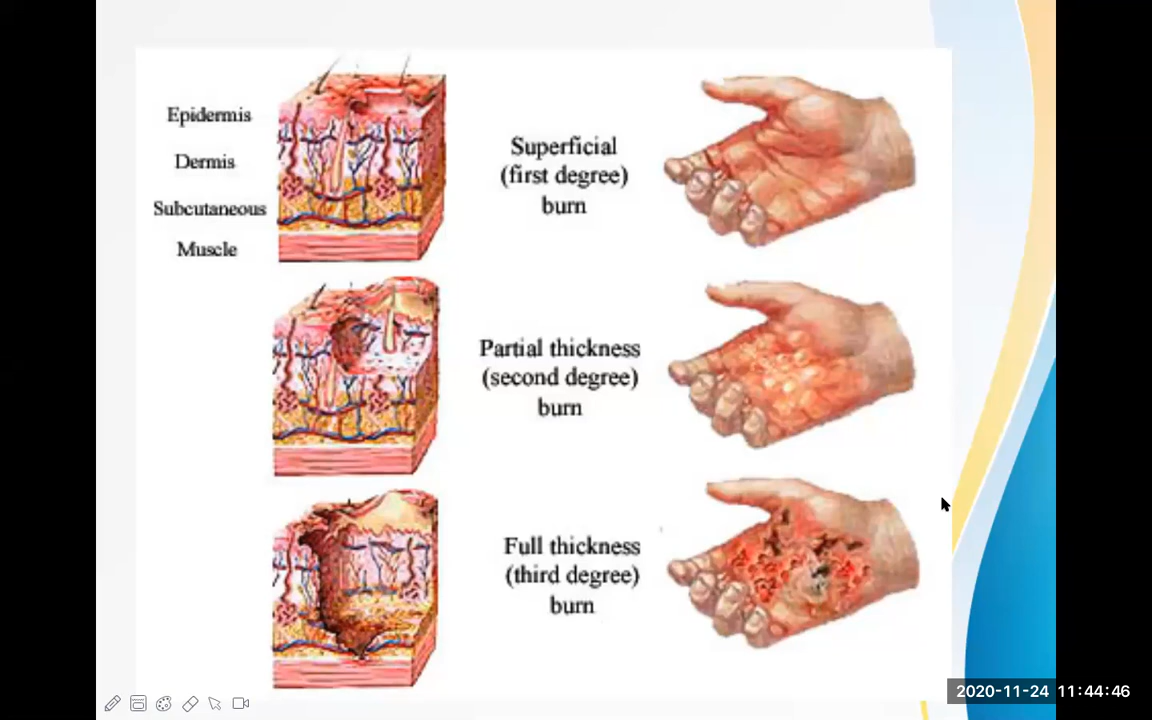 Epidermis
Dermis
Subcutaneous
Muscle
Superficial
(first degree)
burn
Partial thickness
(second degree)
burn
Full thickness
(third degree)
burn
2020-11-24 11:44:46